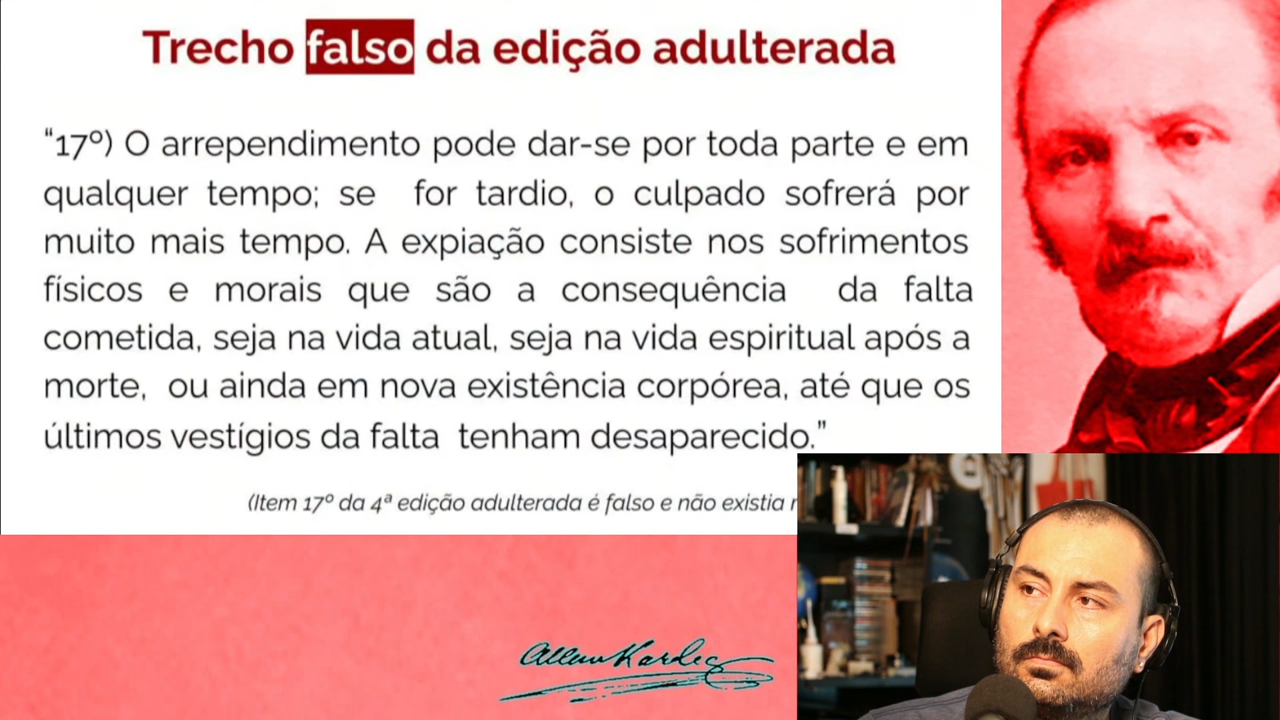 Trecho falso da edição adulterada
“17º) O arrependimento pode dar-se por toda parte e em
qualquer tempo; se for tardio, o culpado sofrerá por
muito mais tempo. A expiação consiste nos sofrimentos
físicos e morais que são a consequência da falta
cometida, seja na vida atual, seja na vida espiritual após a
morte, ou ainda em nova existência corpórea, até que os
últimos vestígios da falta tenham desaparecido.”
(Item 17º da 4ª edição adulterada é falso e não existia
Allan Kardec